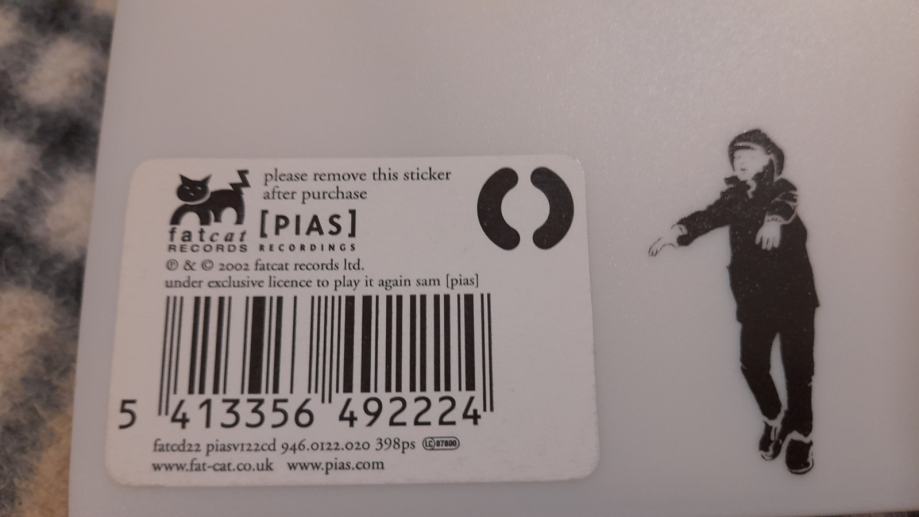 please remove this sticker
after purchase
fatcat
RECORDS
[PIAS]
RECORDINGS
℗ & © 2002 fatcat records ltd.
under exclusive licence to play it again sam [pias]
5 413356 492224
fatcd22 piasv122cd 946.0122.020 398ps LC 07800
www.fat-cat.co.uk www.pias.com